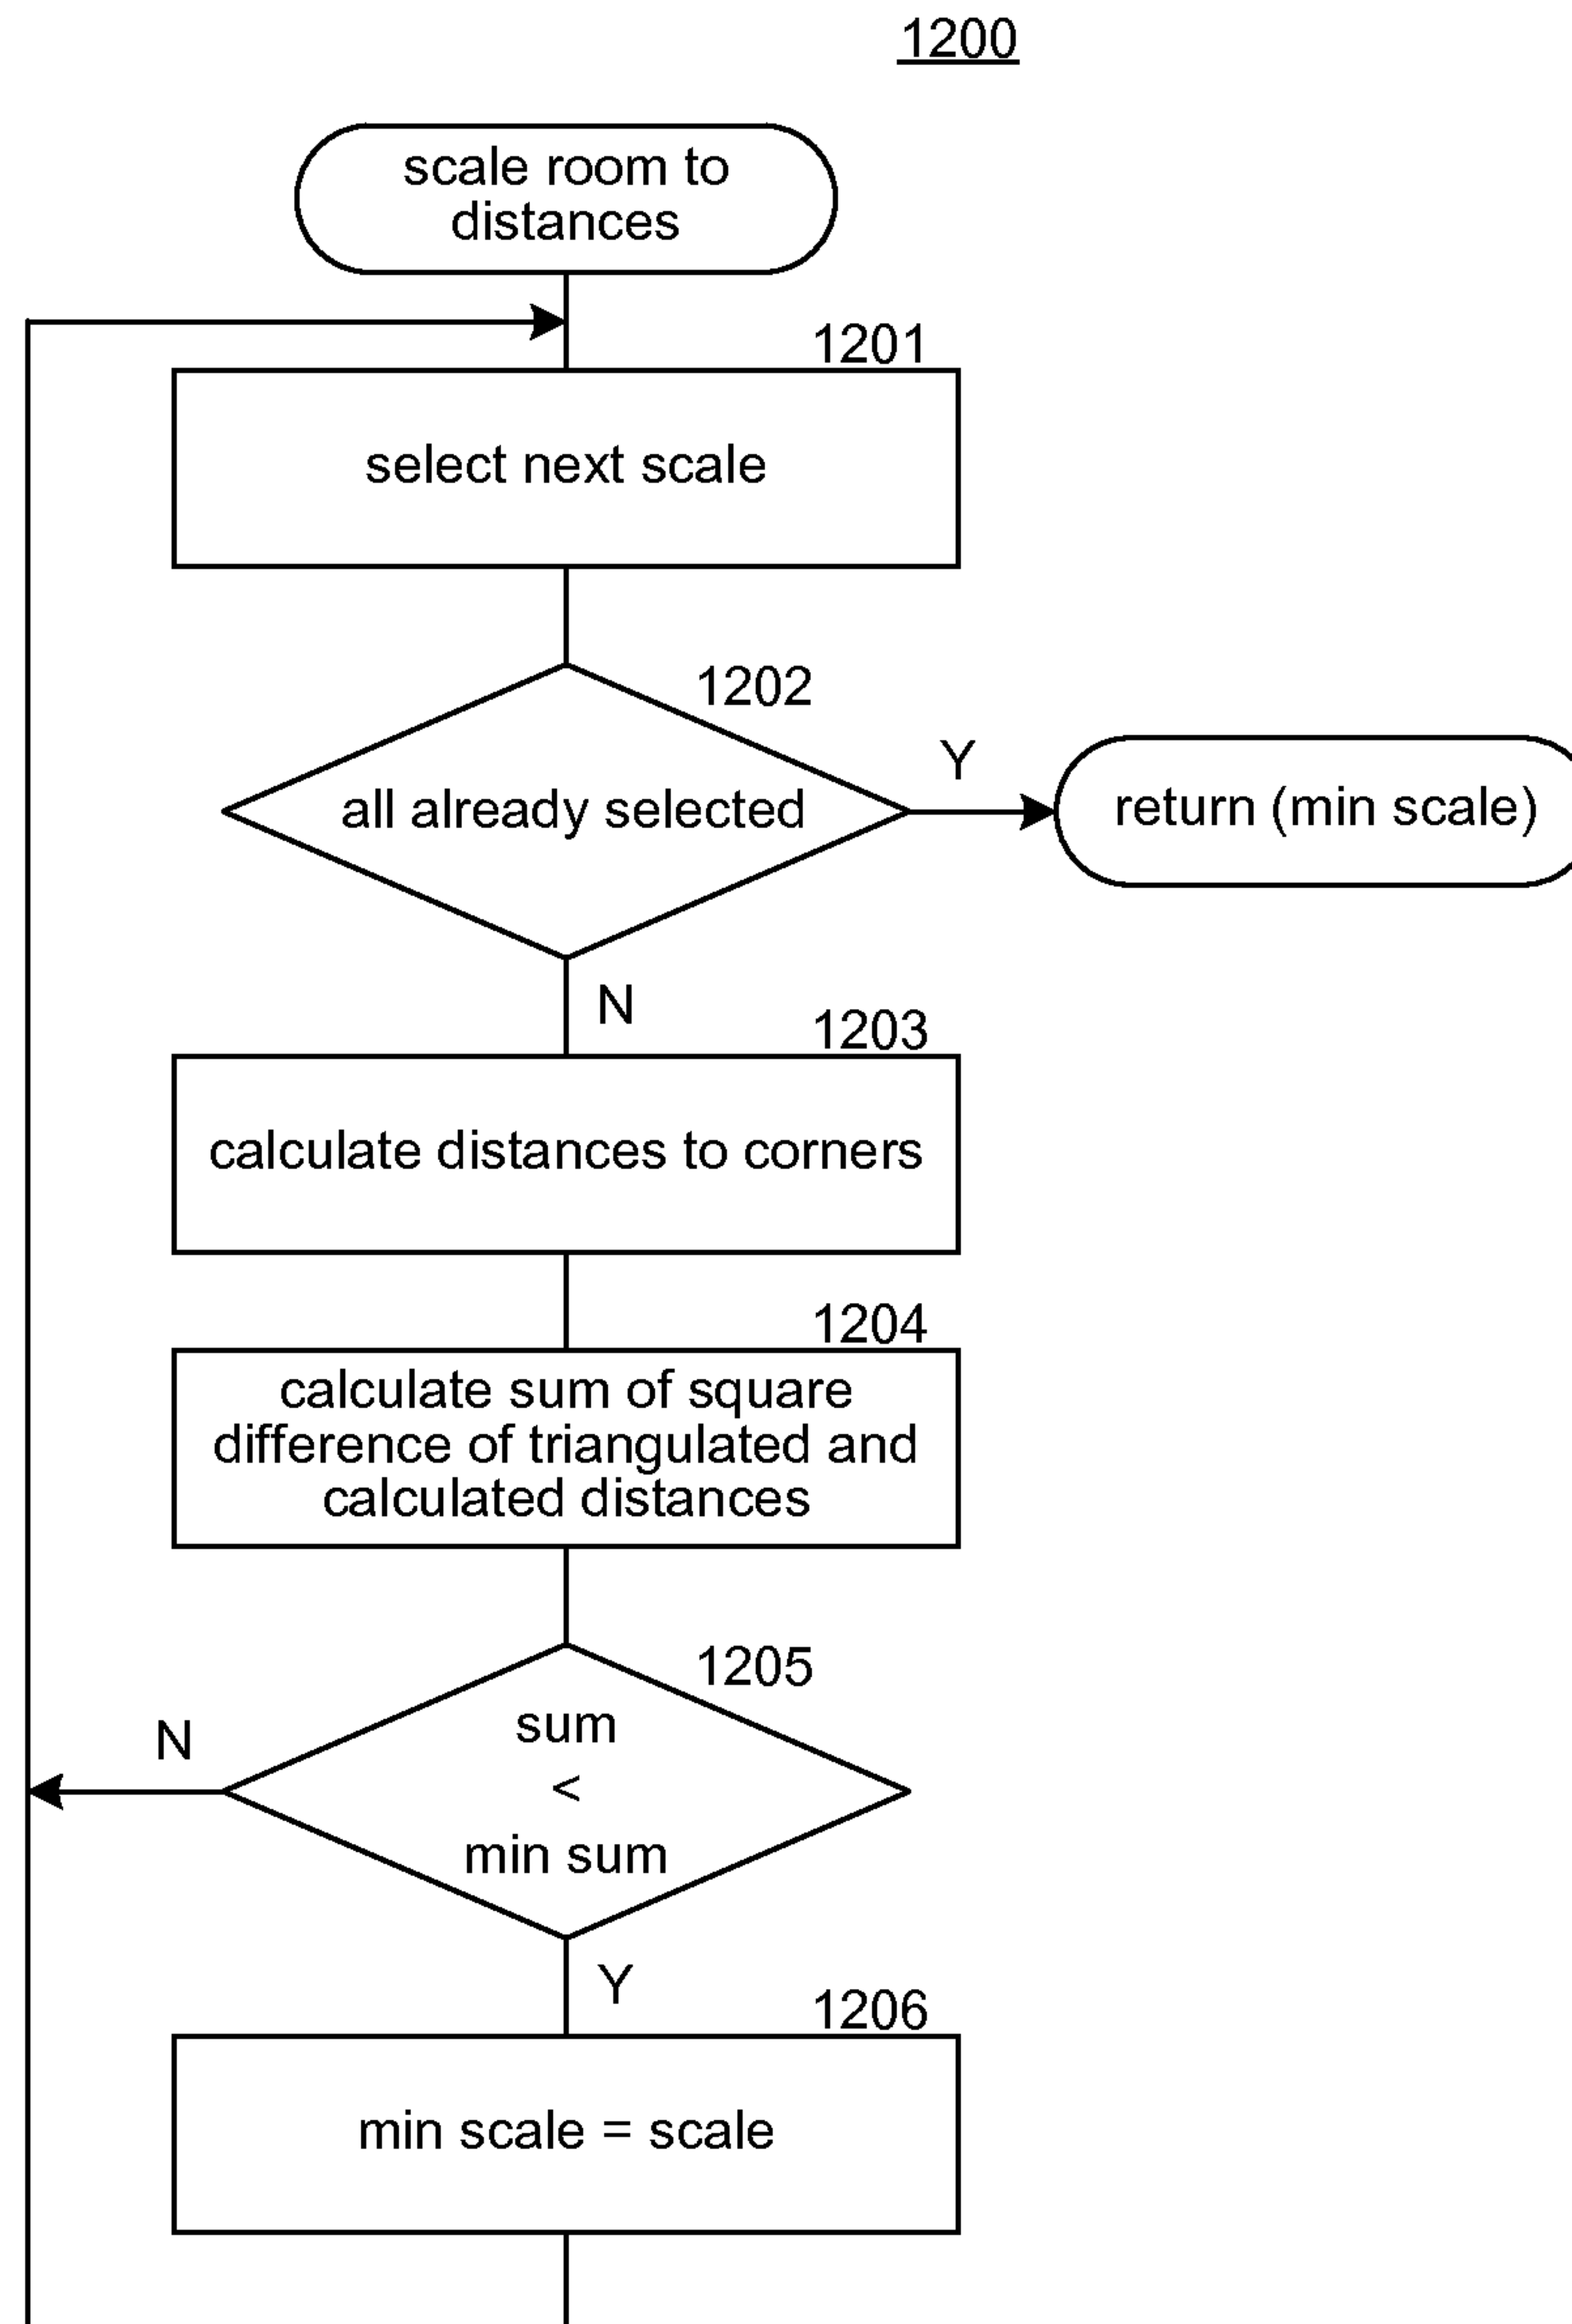 1200
scale room to
distances
1201
select next scale
1202
all already selected
Y
return (min scale)
N
1203
calculate distances to corners
1204
calculate sum of square
difference of triangulated and
calculated distances
1205
sum
<
min sum
N
Y
1206
min scale = scale